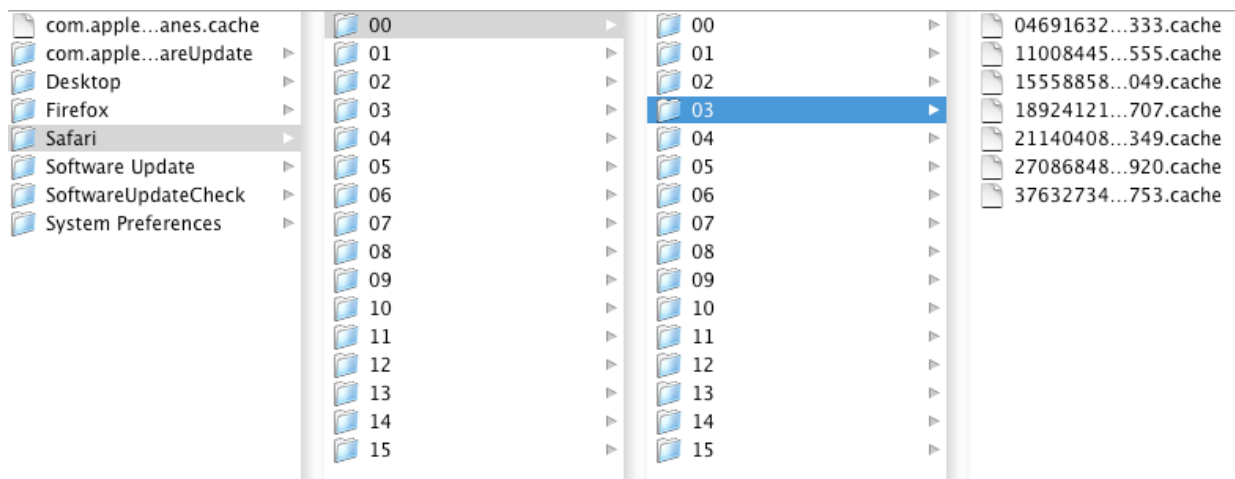 com.apple...anes.cache
com.apple...areUpdate
Desktop
Firefox
Safari
Software Update
SoftwareUpdateCheck
System Preferences
00
01
02
03
04
05
06
07
08
09
10
11
12
13
14
15
00
01
02
03
04
05
06
07
08
09
10
11
12
13
14
15
04691632...333.cache
11008445...555.cache
15558858...049.cache
18924121...707.cache
21140408...349.cache
27086848...920.cache
37632734...753.cache